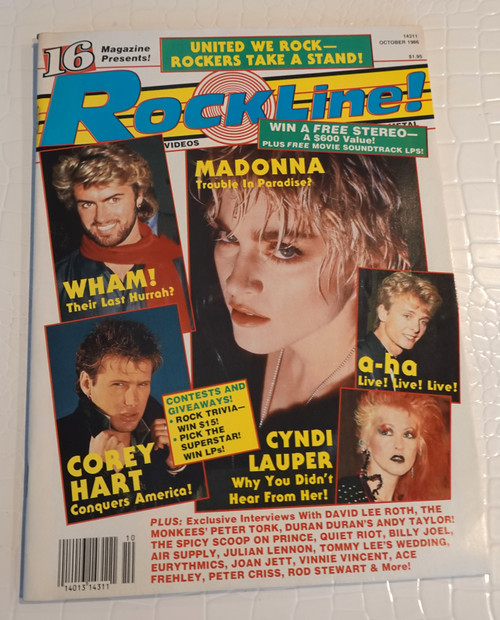 16 Magazine
Presents!
UNITED WE ROCK—
ROCKERS TAKE A STAND!
14311
OCTOBER 1986
$1.95
ROCKLINE!
VIDEOS
METAL
WIN A FREE STEREO—
A $600 Value!
PLUS FREE MOVIE SOUNDTRACK LPS!
MADONNA
Trouble In Paradise?
WHAM!
Their Last Hurrah?
a-ha
Live! Live! Live!
CONTESTS AND
GIVEAWAYS!
• ROCK TRIVIA—
WIN $15!
• PICK THE
SUPERSTAR!
WIN LPs!
COREY
HART
Conquers America!
CYNDI
LAUPER
Why You Didn't
Hear From Her!
PLUS: Exclusive Interviews With DAVID LEE ROTH, THE
MONKEES' PETER TORK, DURAN DURAN'S ANDY TAYLOR!
THE SPICY SCOOP ON PRINCE, QUIET RIOT, BILLY JOEL,
AIR SUPPLY, JULIAN LENNON, TOMMY LEE'S WEDDING,
EURYTHMICS, JOAN JETT, VINNIE VINCENT, ACE
FREHLEY, PETER CRISS, ROD STEWART & More!
10
14013 14311